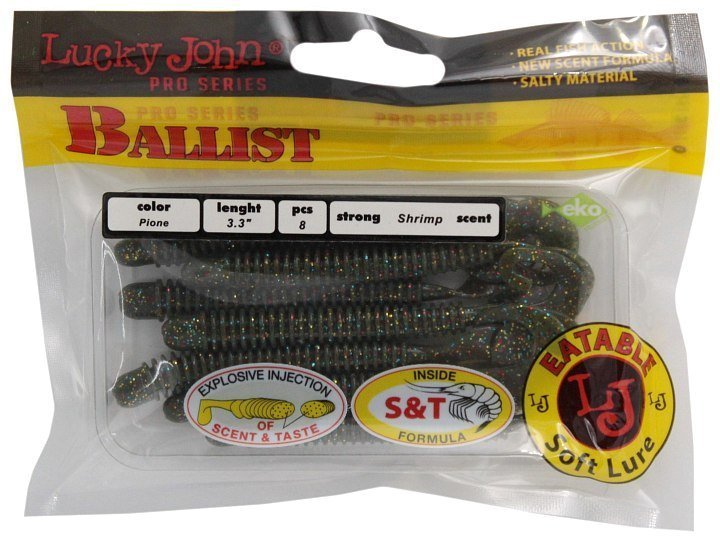 Lucky John®
PRO SERIES
· REAL FISH ACTION
· NEW SCENT FORMULA
· SALTY MATERIAL
PRO SERIES
PRO SERIES
BALLIST
color
Pione
lenght
3.3"
pcs
8
strong Shrimp scent
eko
EXPLOSIVE INJECTION
OF
SCENT & TASTE
INSIDE
S&T
FORMULA
EATABLE
LJ
LJ
LJ
Soft Lure